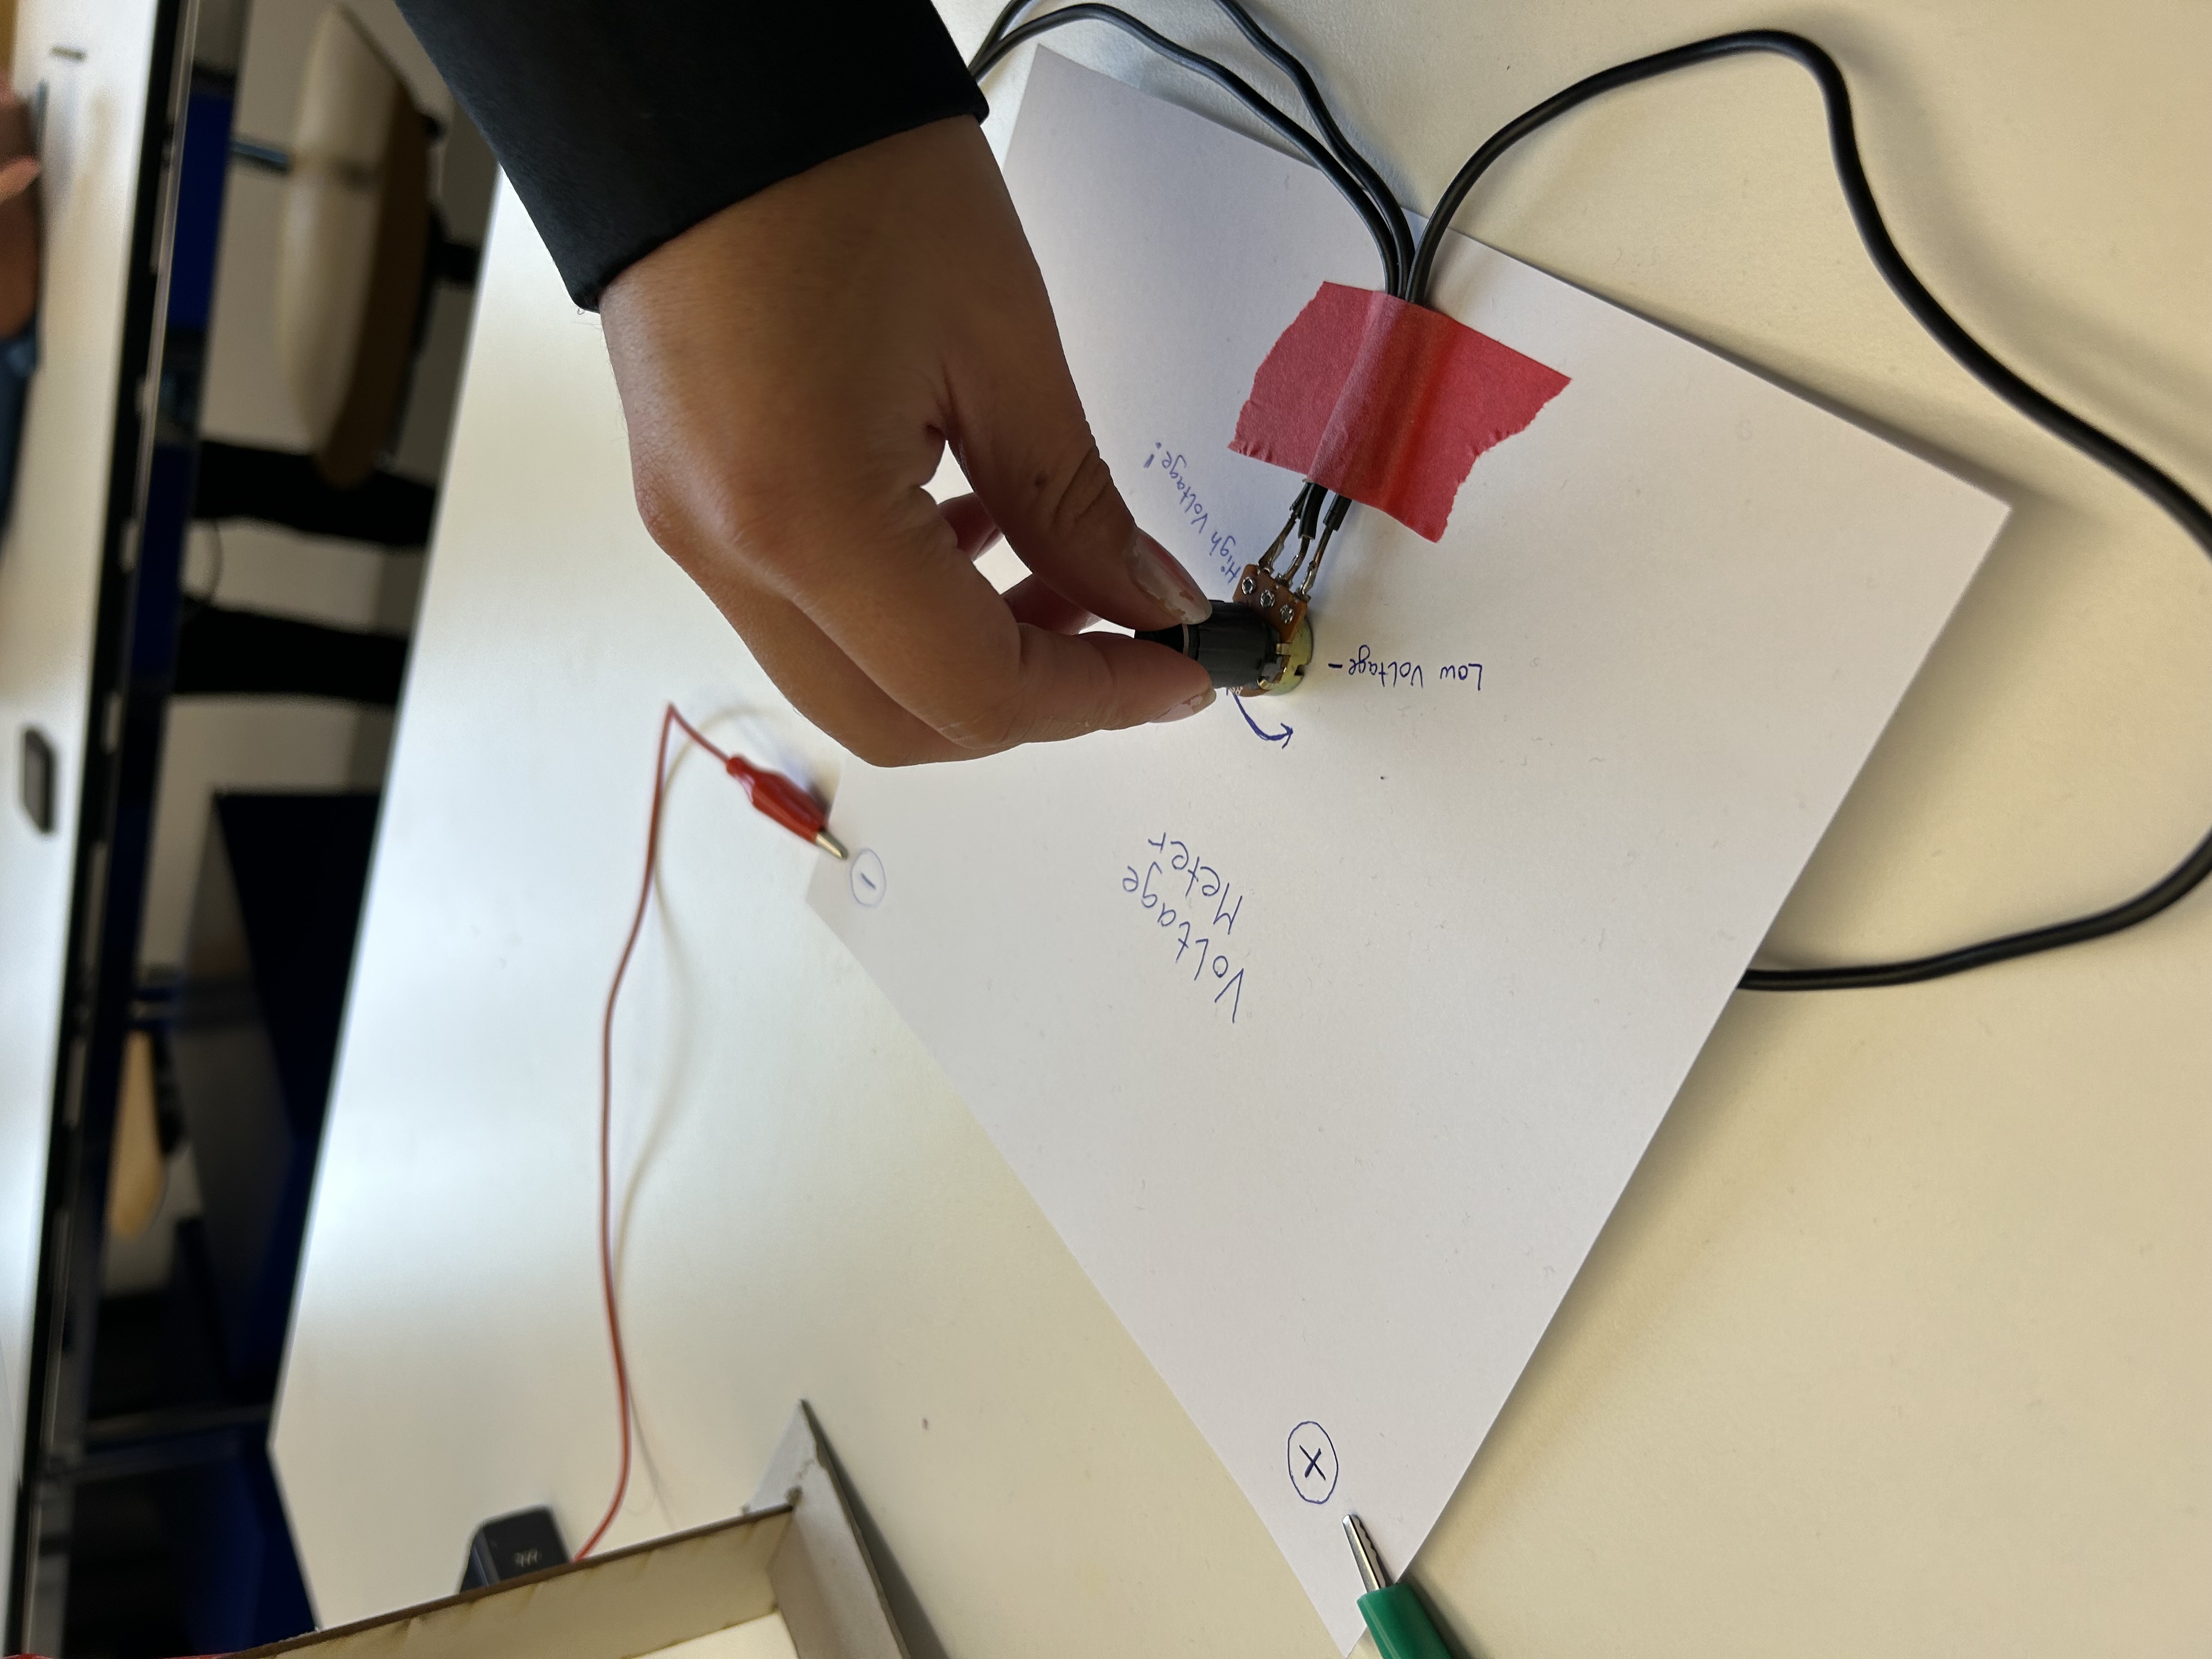 -
+
Voltage
Meter
High Voltage!
Low Voltage-